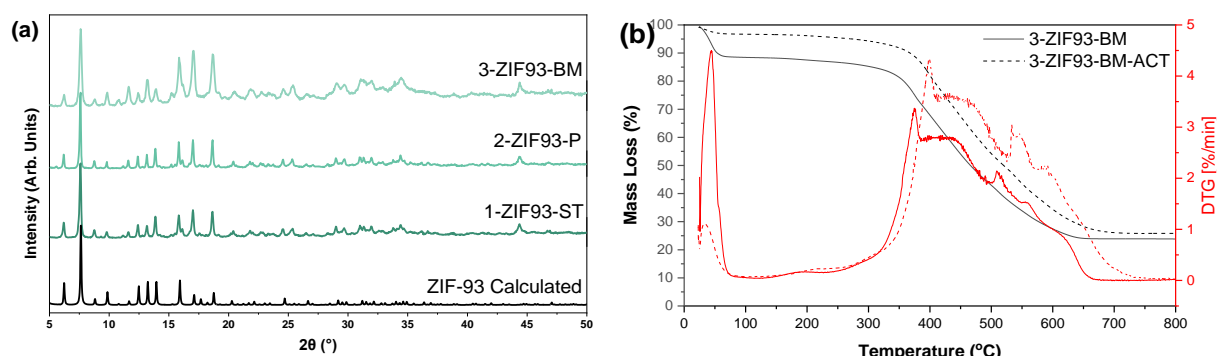 (a)
Intensity (Arb. Units)
3-ZIF93-BM
2-ZIF93-P
1-ZIF93-ST
ZIF-93 Calculated
5 10 15 20 25 30 35 40 45 50
2θ (°)
(b)
3-ZIF93-BM
3-ZIF93-BM-ACT
Mass Loss (%)
100
90
80
70
60
50
40
30
20
10
0
0 100 200 300 400 500 600 700 800
Temperature (ºC)
5
4
3
2
1
0
DTG [%/min]